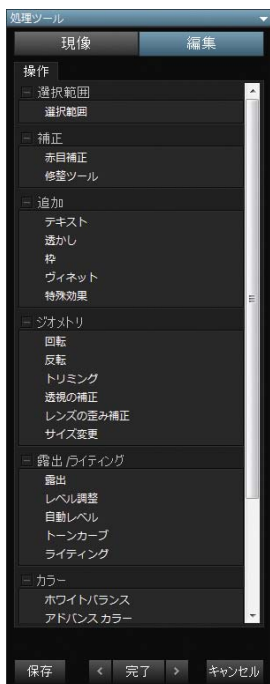 処理ツール
現像
編集
操作
選択範囲
選択範囲
補正
赤目補正
修整ツール
追加
テキスト
透かし
枠
ヴィネット
特殊効果
ジオメトリ
回転
反転
トリミング
透視の補正
レンズの歪み補正
サイズ変更
露出/ライティング
露出
レベル調整
自動レベル
トーンカーブ
ライティング
カラー
ホワイトバランス
アドバンス カラー
保存 < 完了 > キャンセル